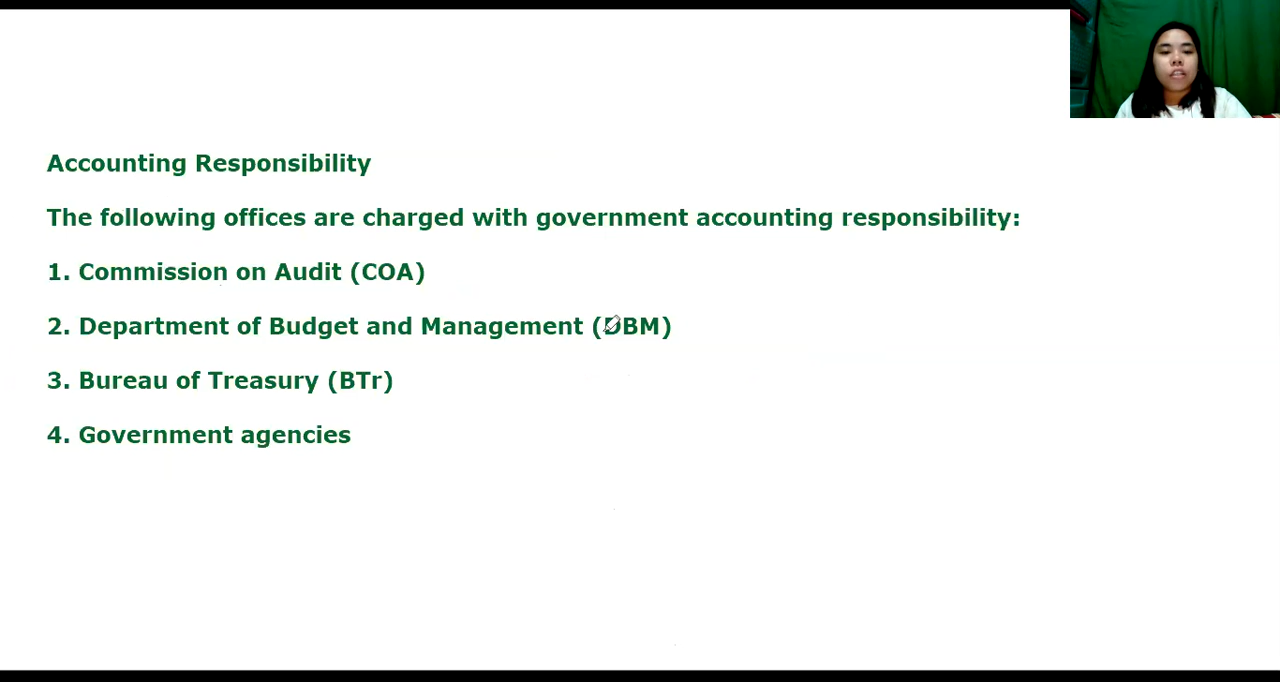 Accounting Responsibility
The following offices are charged with government accounting responsibility:
1. Commission on Audit (COA)
2. Department of Budget and Management (DBM)
3. Bureau of Treasury (BTr)
4. Government agencies